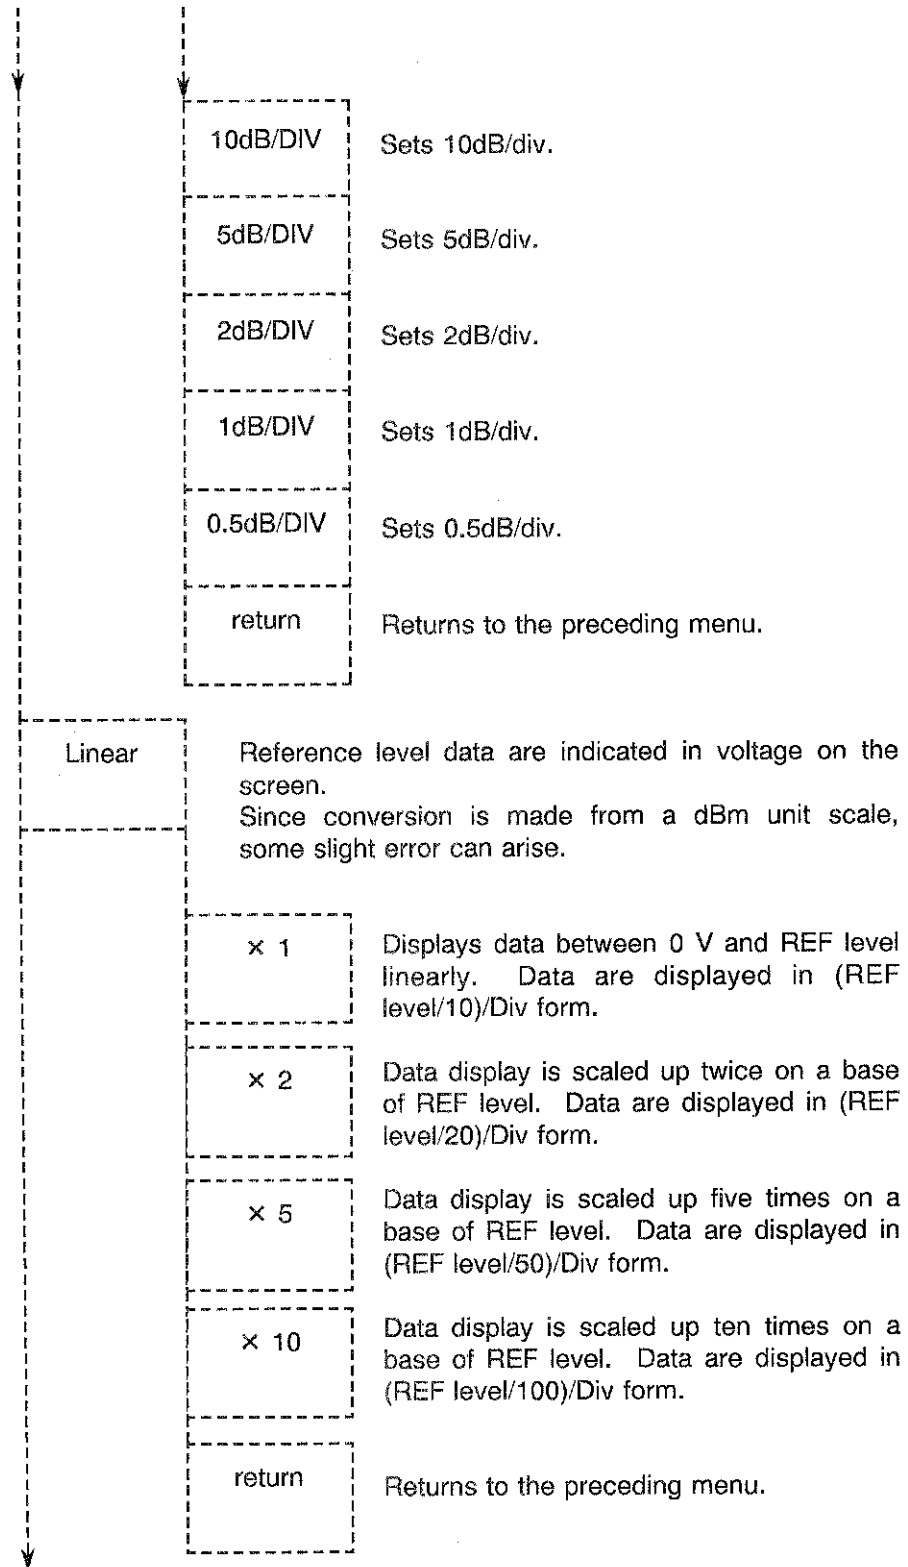 10dB/DIV
Sets 10dB/div.
5dB/DIV
Sets 5dB/div.
2dB/DIV
Sets 2dB/div.
1dB/DIV
Sets 1dB/div.
0.5dB/DIV
Sets 0.5dB/div.
return
Returns to the preceding menu.
Linear
Reference level data are indicated in voltage on the
screen.
Since conversion is made from a dBm unit scale,
some slight error can arise.
× 1
Displays data between 0 V and REF level
linearly. Data are displayed in (REF
level/10)/Div form.
× 2
Data display is scaled up twice on a base
of REF level. Data are displayed in (REF
level/20)/Div form.
× 5
Data display is scaled up five times on a
base of REF level. Data are displayed in
(REF level/50)/Div form.
× 10
Data display is scaled up ten times on a
base of REF level. Data are displayed in
(REF level/100)/Div form.
return
Returns to the preceding menu.